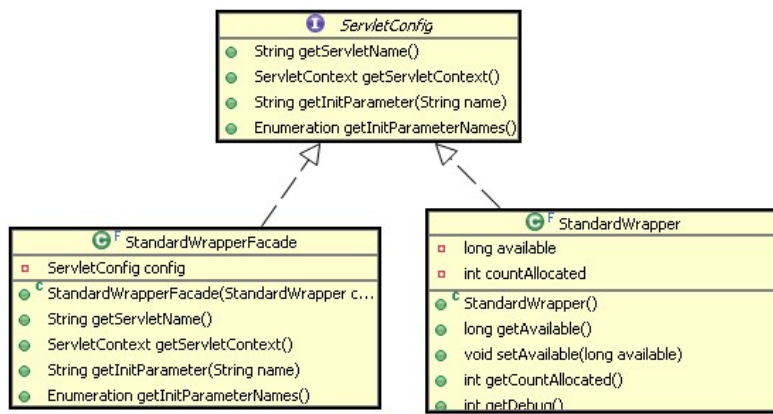 I ServletConfig
String getServletName()
ServletContext getServletContext()
String getInitParameter(String name)
Enumeration getInitParameterNames()
C F StandardWrapperFacade
ServletConfig config
C StandardWrapperFacade(StandardWrapper c...
String getServletName()
ServletContext getServletContext()
String getInitParameter(String name)
Enumeration getInitParameterNames()
C F StandardWrapper
long available
int countAllocated
C StandardWrapper()
long getAvailable()
void setAvailable(long available)
int getCountAllocated()
int getDebug()